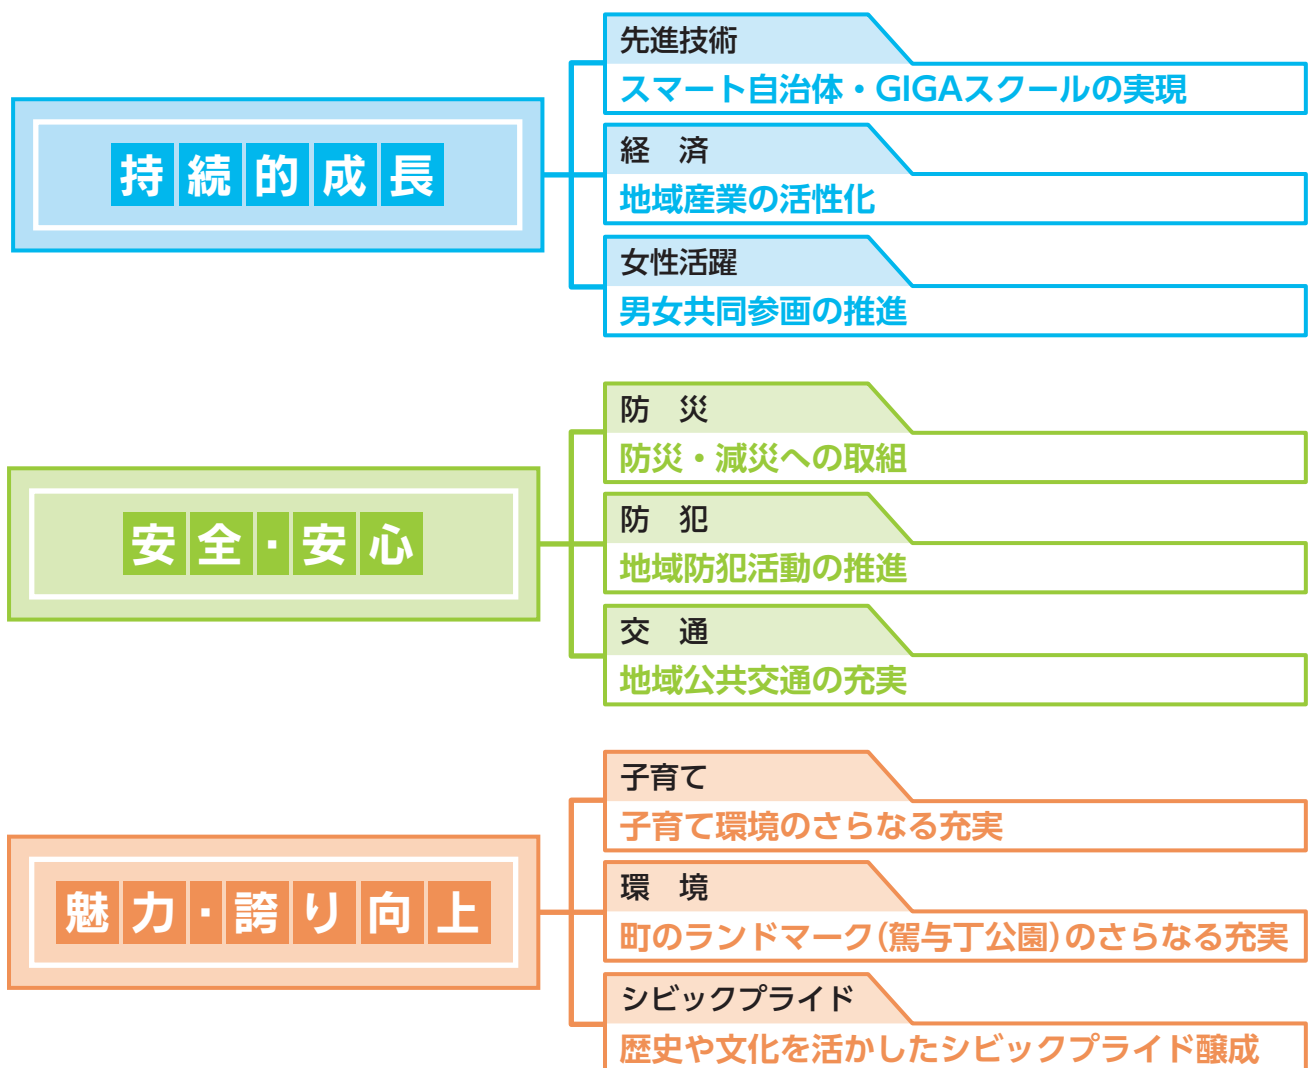 持続的成長
先進技術
スマート自治体・GIGAスクールの実現
経　済
地域産業の活性化
女性活躍
男女共同参画の推進
安全・安心
防　災
防災・減災への取組
防　犯
地域防犯活動の推進
交　通
地域公共交通の充実
魅力・誇り向上
子育て
子育て環境のさらなる充実
環　境
町のランドマーク（駕与丁公園）のさらなる充実
シビックプライド
歴史や文化を活かしたシビックプライド醸成